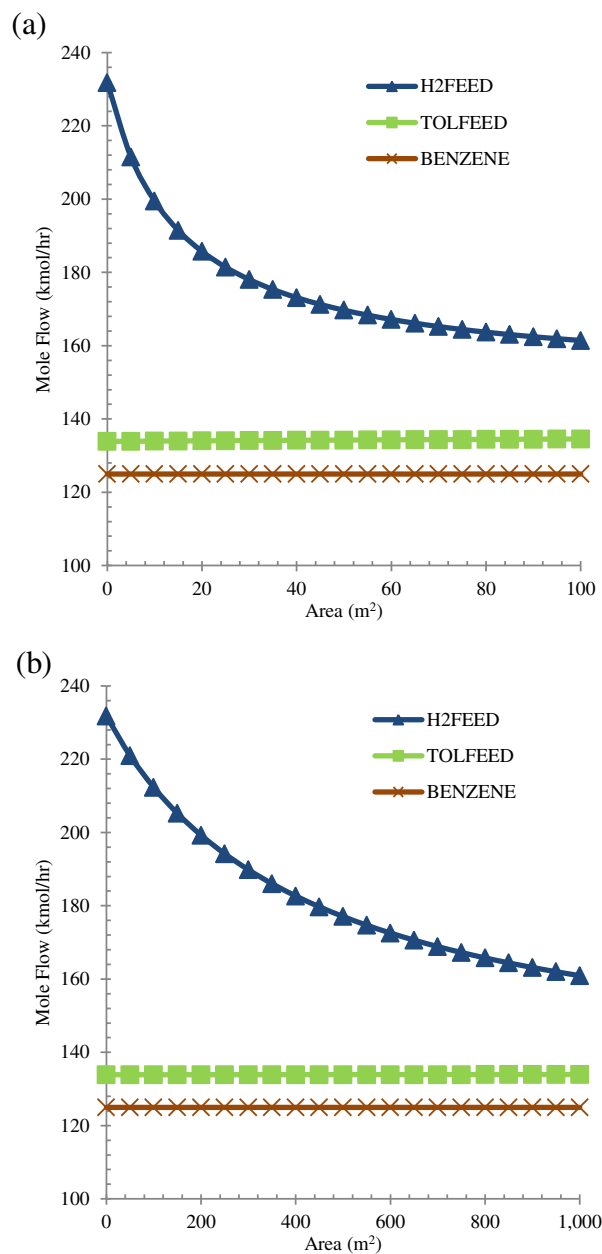 (a)
240
220
200
180
160
140
120
100
Mole Flow (kmol/hr)
H2FEED
TOLFEED
BENZENE
0 20 40 60 80 100
Area (m²)
(b)
240
220
200
180
160
140
120
100
Mole Flow (kmol/hr)
H2FEED
TOLFEED
BENZENE
0 200 400 600 800 1,000
Area (m²)